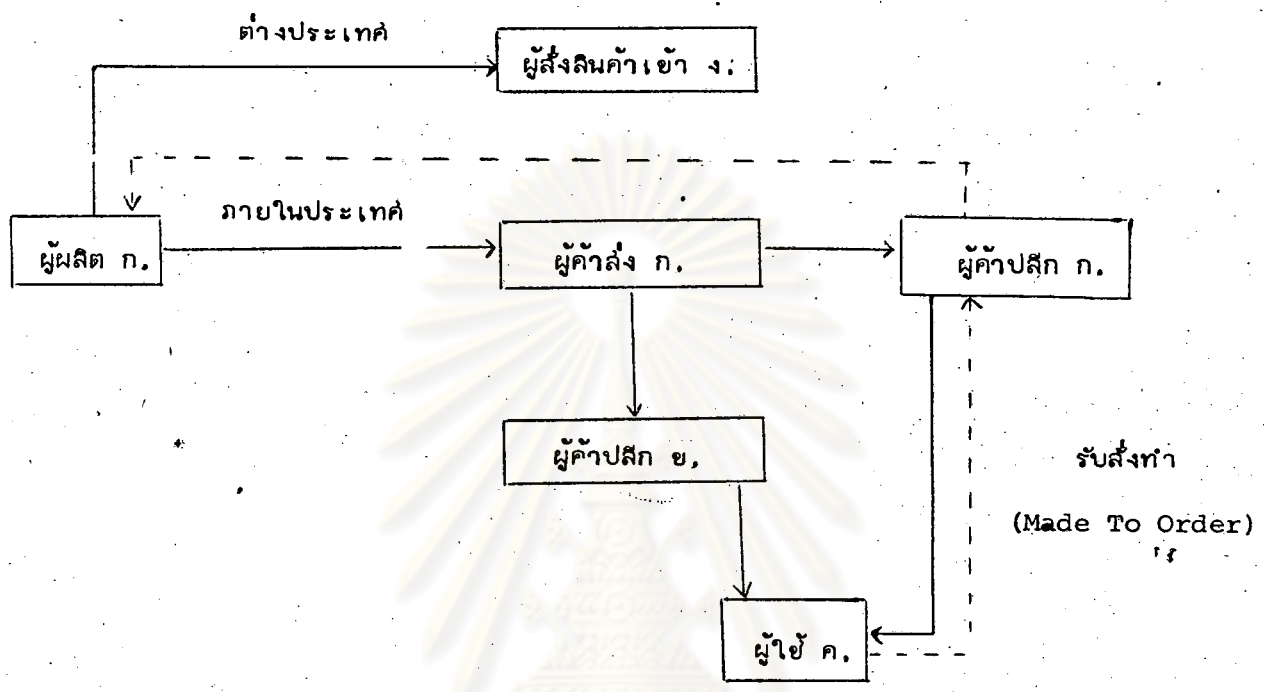 ต่างประเทศ
ผู้สั่งสินค้าเข้า ง.
ภายในประเทศ
ผู้ผลิต ก.
ผู้ค้าส่ง ก.
ผู้ค้าปลีก ก.
ผู้ค้าปลีก ข.
รับสั่งทำ
(Made To Order)
ผู้ใช้ ค.